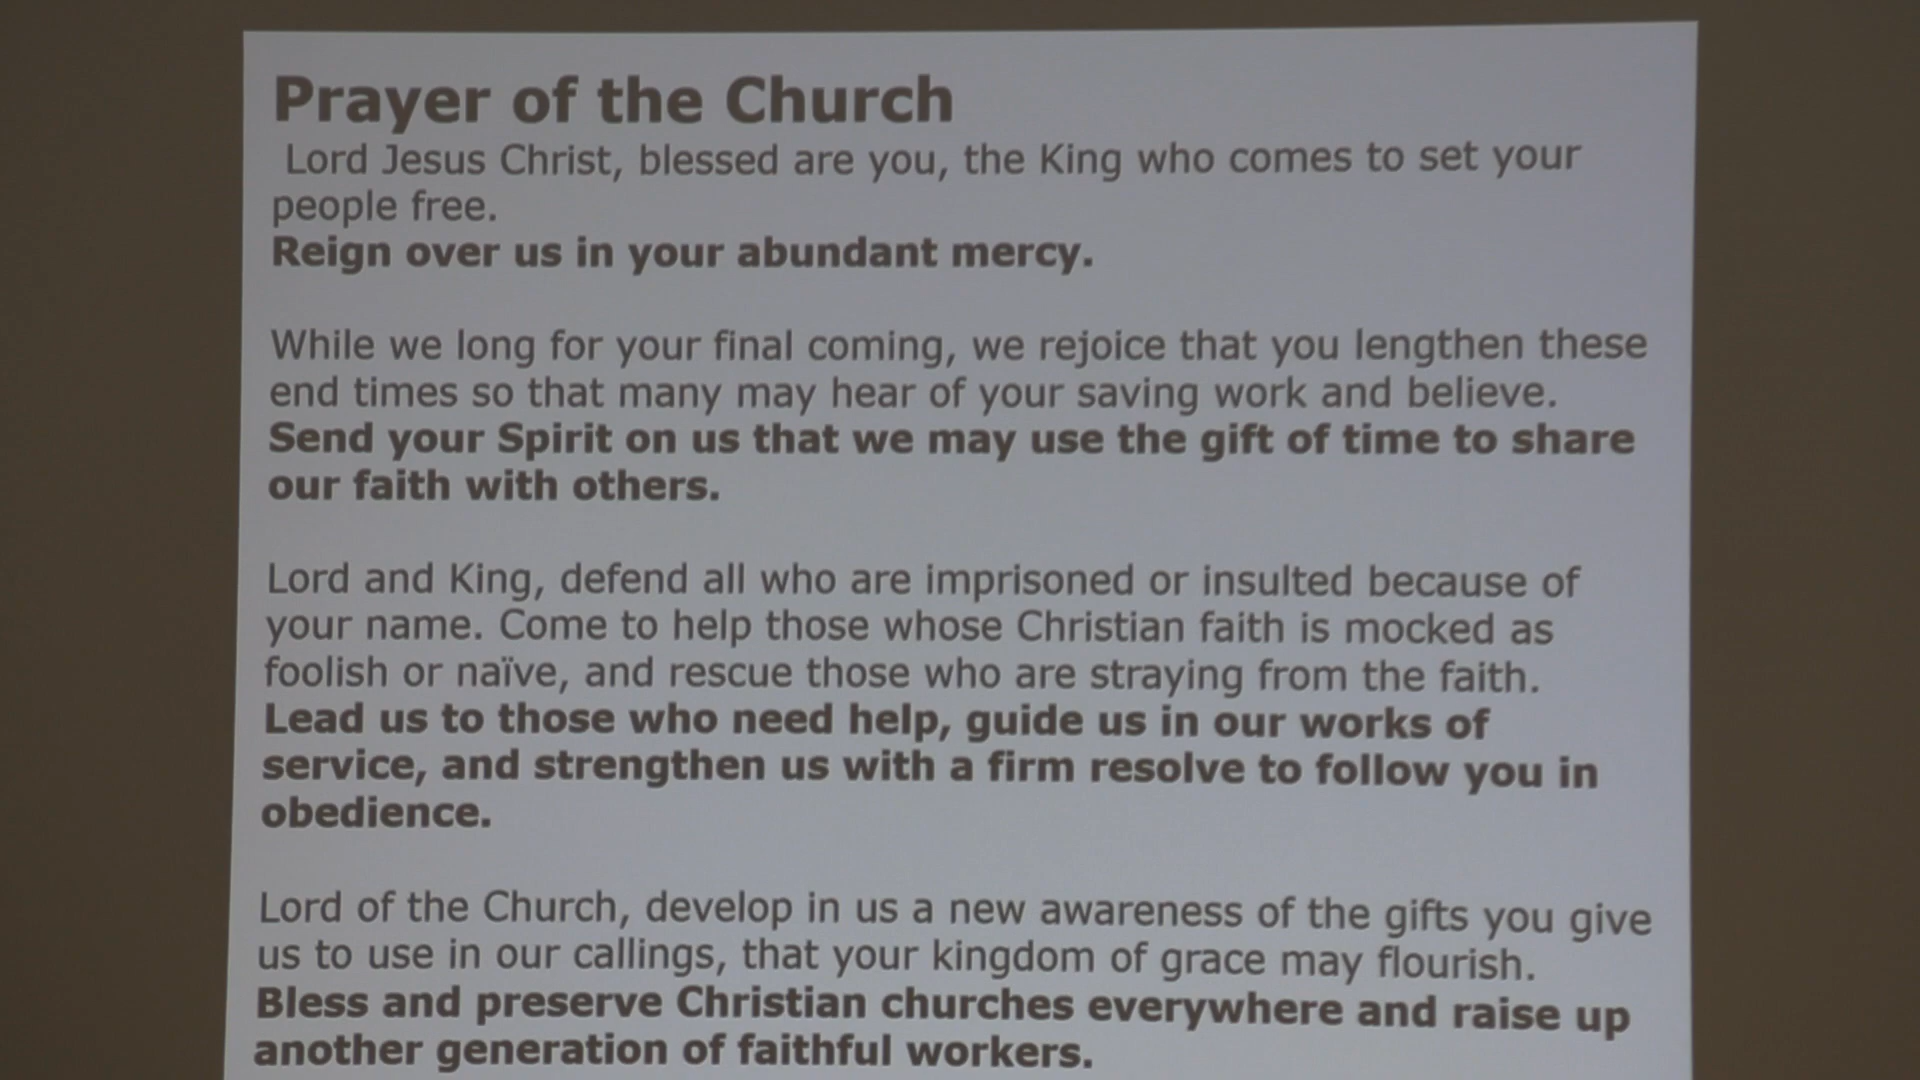 Prayer of the Church
Lord Jesus Christ, blessed are you, the King who comes to set your
people free.
Reign over us in your abundant mercy.
While we long for your final coming, we rejoice that you lengthen these
end times so that many may hear of your saving work and believe.
Send your Spirit on us that we may use the gift of time to share
our faith with others.
Lord and King, defend all who are imprisoned or insulted because of
your name. Come to help those whose Christian faith is mocked as
foolish or naïve, and rescue those who are straying from the faith.
Lead us to those who need help, guide us in our works of
service, and strengthen us with a firm resolve to follow you in
obedience.
Lord of the Church, develop in us a new awareness of the gifts you give
us to use in our callings, that your kingdom of grace may flourish.
Bless and preserve Christian churches everywhere and raise up
another generation of faithful workers.